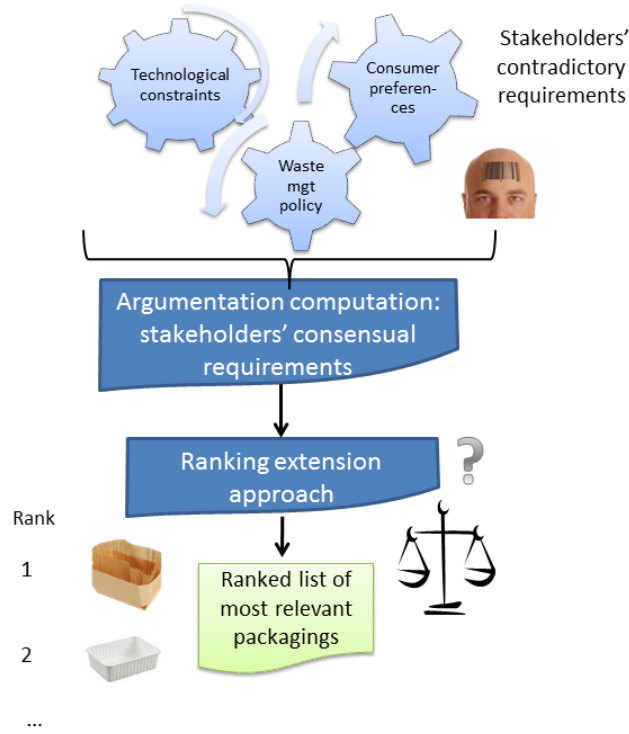 Technological
constraints
Consumer
preferen-
ces
Waste
mgt
policy
Stakeholders'
contradictory
requirements
Argumentation computation:
stakeholders' consensual
requirements
Ranking extension
approach
?
Rank
1
2
...
Ranked list of
most relevant
packagings